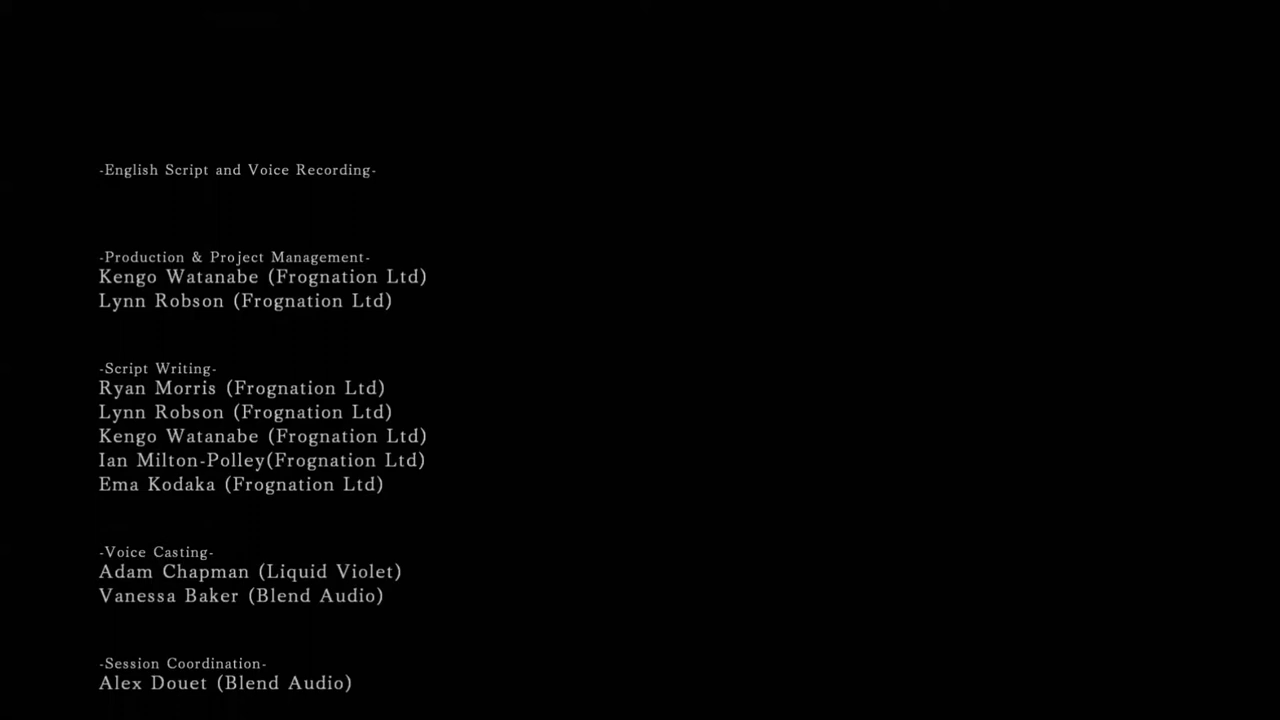 -English Script and Voice Recording-
-Production & Project Management-
Kengo Watanabe (Frognation Ltd)
Lynn Robson (Frognation Ltd)
-Script Writing-
Ryan Morris (Frognation Ltd)
Lynn Robson (Frognation Ltd)
Kengo Watanabe (Frognation Ltd)
Ian Milton-Polley(Frognation Ltd)
Ema Kodaka (Frognation Ltd)
-Voice Casting-
Adam Chapman (Liquid Violet)
Vanessa Baker (Blend Audio)
-Session Coordination-
Alex Douet (Blend Audio)